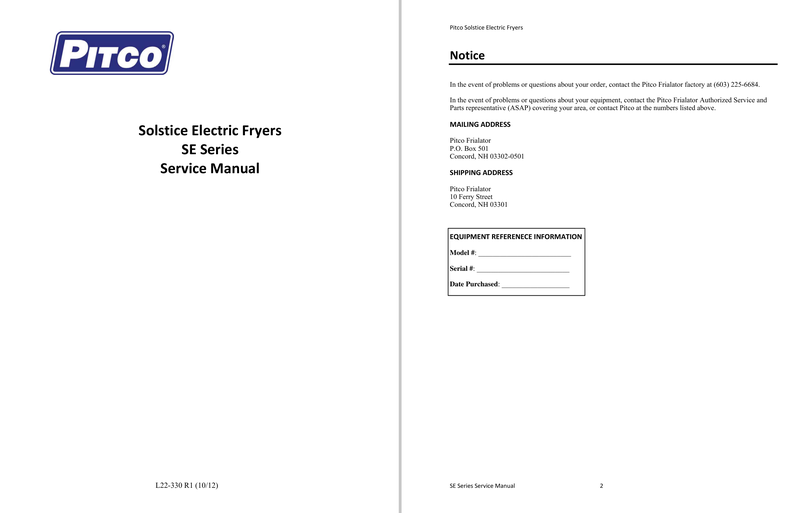 PITCO®
Solstice Electric Fryers
SE Series
Service Manual
L22-330 R1 (10/12)
Pitco Solstice Electric Fryers
Notice
In the event of problems or questions about your order, contact the Pitco Frialator factory at (603) 225-6684.
In the event of problems or questions about your equipment, contact the Pitco Frialator Authorized Service and
Parts representative (ASAP) covering your area, or contact Pitco at the numbers listed above.
MAILING ADDRESS
Pitco Frialator
P.O. Box 501
Concord, NH 03302-0501
SHIPPING ADDRESS
Pitco Frialator
10 Ferry Street
Concord, NH 03301
EQUIPMENT REFERENECE INFORMATION
Model #: ___________________________
Serial #: ___________________________
Date Purchased: ____________________
SE Series Service Manual 2